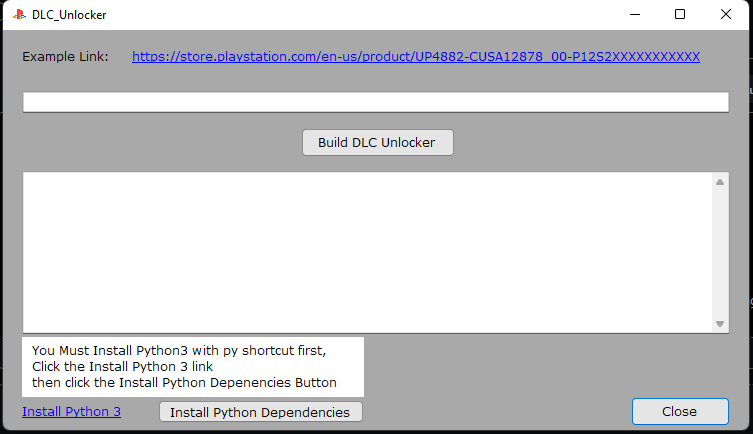 DLC_Unlocker
Example Link: https://store.playstation.com/en-us/product/UP4882-CUSA12878_00-P12S2XXXXXXXXXXX
Build DLC Unlocker
You Must Install Python3 with py shortcut first,
Click the Install Python 3 link
then click the Install Python Depenencies Button
Install Python 3 Install Python Dependencies Close